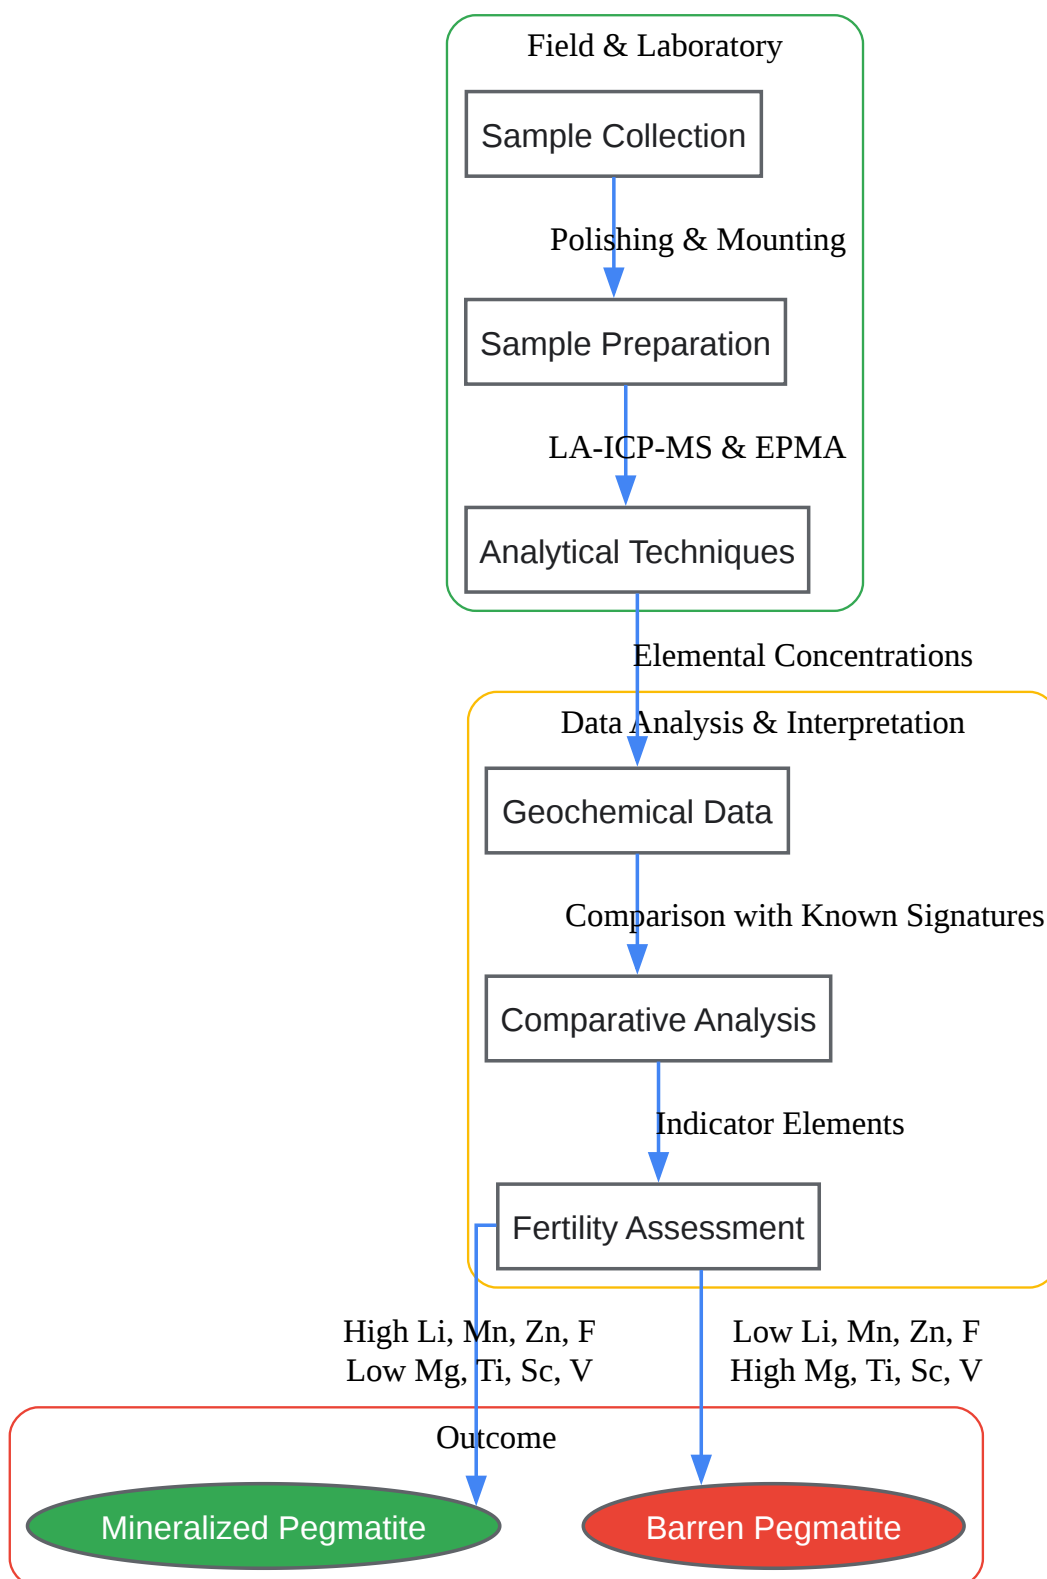 Field & Laboratory
Sample Collection
Polishing & Mounting
Sample Preparation
LA-ICP-MS & EPMA
Analytical Techniques
Elemental Concentrations
Data Analysis & Interpretation
Geochemical Data
Comparison with Known Signatures
Comparative Analysis
Indicator Elements
Fertility Assessment
High Li, Mn, Zn, F
Low Mg, Ti, Sc, V
Low Li, Mn, Zn, F
High Mg, Ti, Sc, V
Outcome
Mineralized Pegmatite
Barren Pegmatite